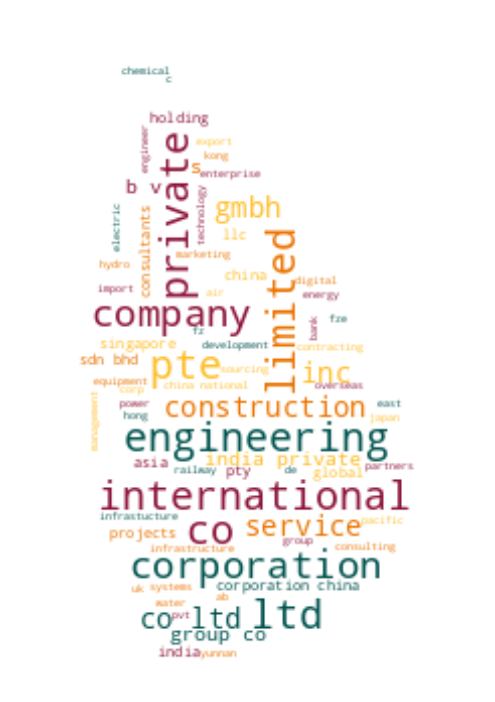 chemical
c
holding
engineer
private
export
kong
s
enterprise
b v
technology
consultants
gmbh
electric
llc
limited
marketing
hydro
china
digital
import
air
energy
company
bank
fze
fz
singapore
development
contracting
sdn bhd
pte
sourcing
inc
equipment
china national
overseas
corp
management
power
construction
east
hong
japan
engineering
asia
india private
partners
railway
pty
de
global
international
infrastucture
co
service
pacific
projects
group
infrastructure
consulting
corporation
uk
systems
corporation china
water
ab
pvt
co ltd
ltd
group co
india
yunnan